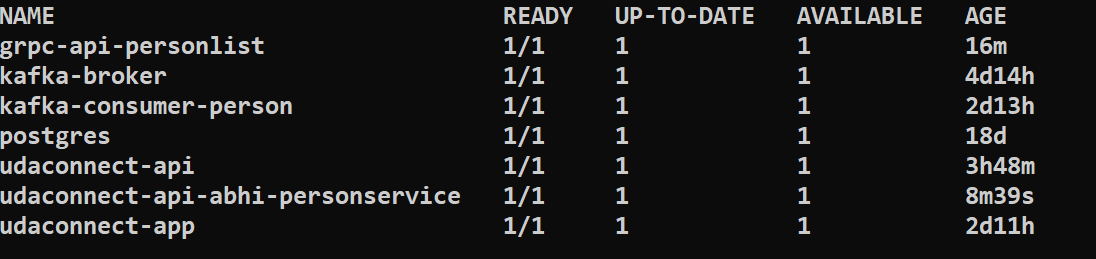 NAME READY UP-TO-DATE AVAILABLE AGE
grpc-api-personlist 1/1 1 1 16m
kafka-broker 1/1 1 1 4d14h
kafka-consumer-person 1/1 1 1 2d13h
postgres 1/1 1 1 18d
udaconnect-api 1/1 1 1 3h48m
udaconnect-api-abhi-personservice 1/1 1 1 8m39s
udaconnect-app 1/1 1 1 2d11h